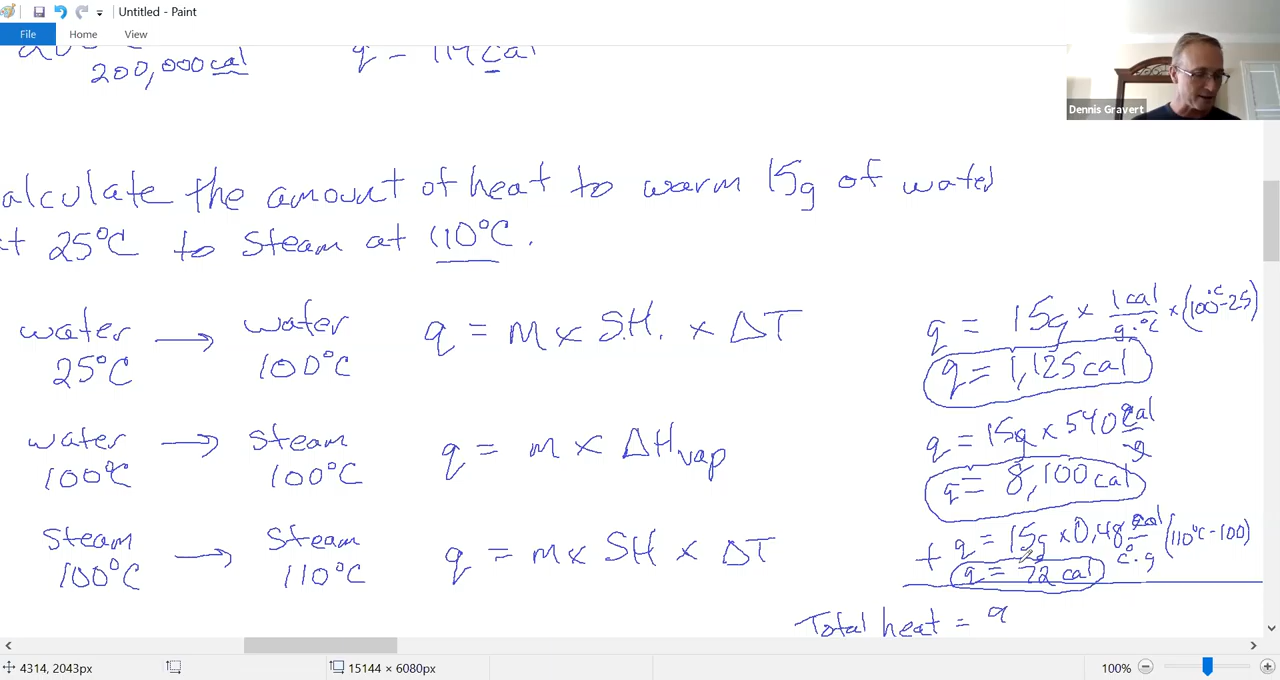 Untitled - Paint
File Home View
200,000 cal
Dennis Gravert
alculate the amount of heat to warm 15g of water
at 25°C to steam at 110°C.
water → water q = m x S.H. x ΔT q = 15g x 1 cal/g·°C x (100°C-25)
25°C 100°C q = 1,125 cal
water → steam q = m x ΔHvap q = 15g x 540 cal/g
100°C 100°C q = 8,100 cal
steam → steam q = m x SH x ΔT + q = 15g x 0.48 cal/C°·g (110°C-100)
100°C 110°C q = 72 cal
Total heat = 9
4314, 2043px 15144 × 6080px 100%